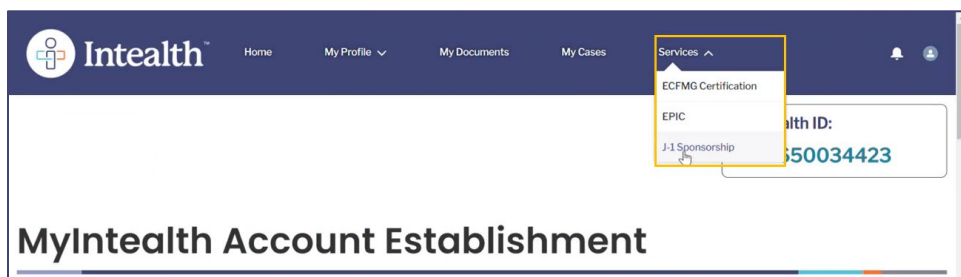 Intealth™
Home My Profile My Documents My Cases Services
ECFMG Certification
EPIC
J-1 Sponsorship
alth ID:
50034423
MyIntealth Account Establishment